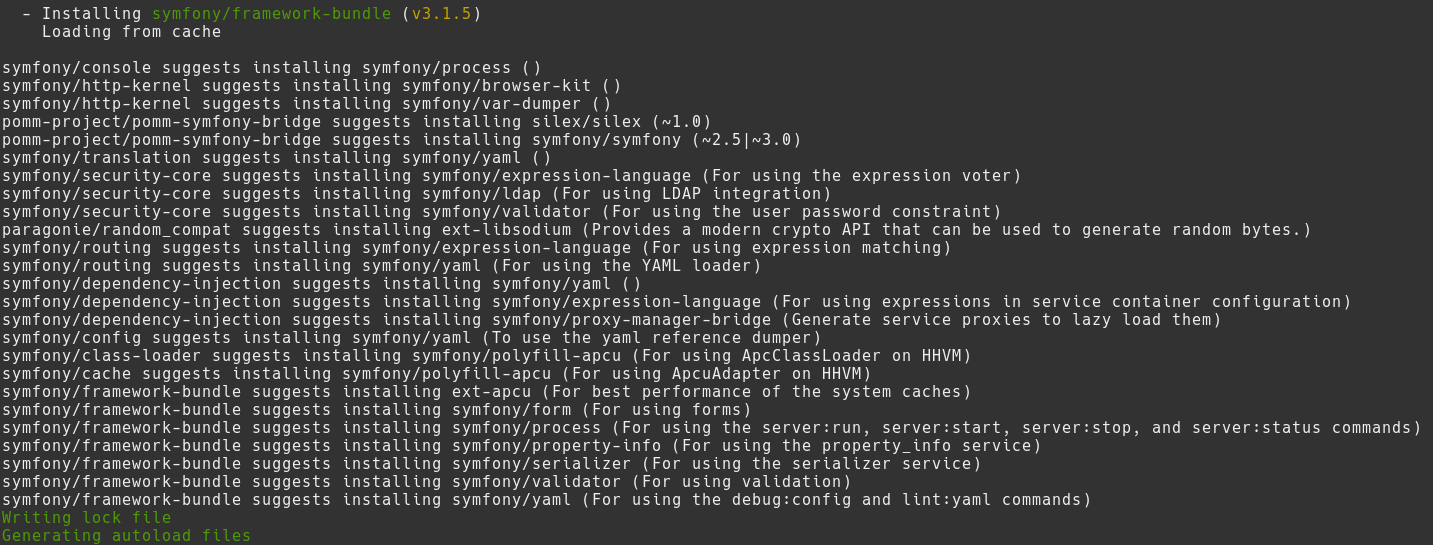 - Installing symfony/framework-bundle (v3.1.5)
Loading from cache
symfony/console suggests installing symfony/process ()
symfony/http-kernel suggests installing symfony/browser-kit ()
symfony/http-kernel suggests installing symfony/var-dumper ()
pomm-project/pomm-symfony-bridge suggests installing silex/silex (~1.0)
pomm-project/pomm-symfony-bridge suggests installing symfony/symfony (~2.5|~3.0)
symfony/translation suggests installing symfony/yaml ()
symfony/security-core suggests installing symfony/expression-language (For using the expression voter)
symfony/security-core suggests installing symfony/ldap (For using LDAP integration)
symfony/security-core suggests installing symfony/validator (For using the user password constraint)
paragonie/random_compat suggests installing ext-libsodium (Provides a modern crypto API that can be used to generate random bytes.)
symfony/routing suggests installing symfony/expression-language (For using expression matching)
symfony/routing suggests installing symfony/yaml (For using the YAML loader)
symfony/dependency-injection suggests installing symfony/yaml ()
symfony/dependency-injection suggests installing symfony/expression-language (For using expressions in service container configuration)
symfony/dependency-injection suggests installing symfony/proxy-manager-bridge (Generate service proxies to lazy load them)
symfony/config suggests installing symfony/yaml (To use the yaml reference dumper)
symfony/class-loader suggests installing symfony/polyfill-apcu (For using ApcClassLoader on HHVM)
symfony/cache suggests installing symfony/polyfill-apcu (For using ApcuAdapter on HHVM)
symfony/framework-bundle suggests installing ext-apcu (For best performance of the system caches)
symfony/framework-bundle suggests installing symfony/form (For using forms)
symfony/framework-bundle suggests installing symfony/process (For using the server:run, server:start, server:stop, and server:status commands)
symfony/framework-bundle suggests installing symfony/property-info (For using the property_info service)
symfony/framework-bundle suggests installing symfony/serializer (For using the serializer service)
symfony/framework-bundle suggests installing symfony/validator (For using validation)
symfony/framework-bundle suggests installing symfony/yaml (For using the debug:config and lint:yaml commands)
Writing lock file
Generating autoload files